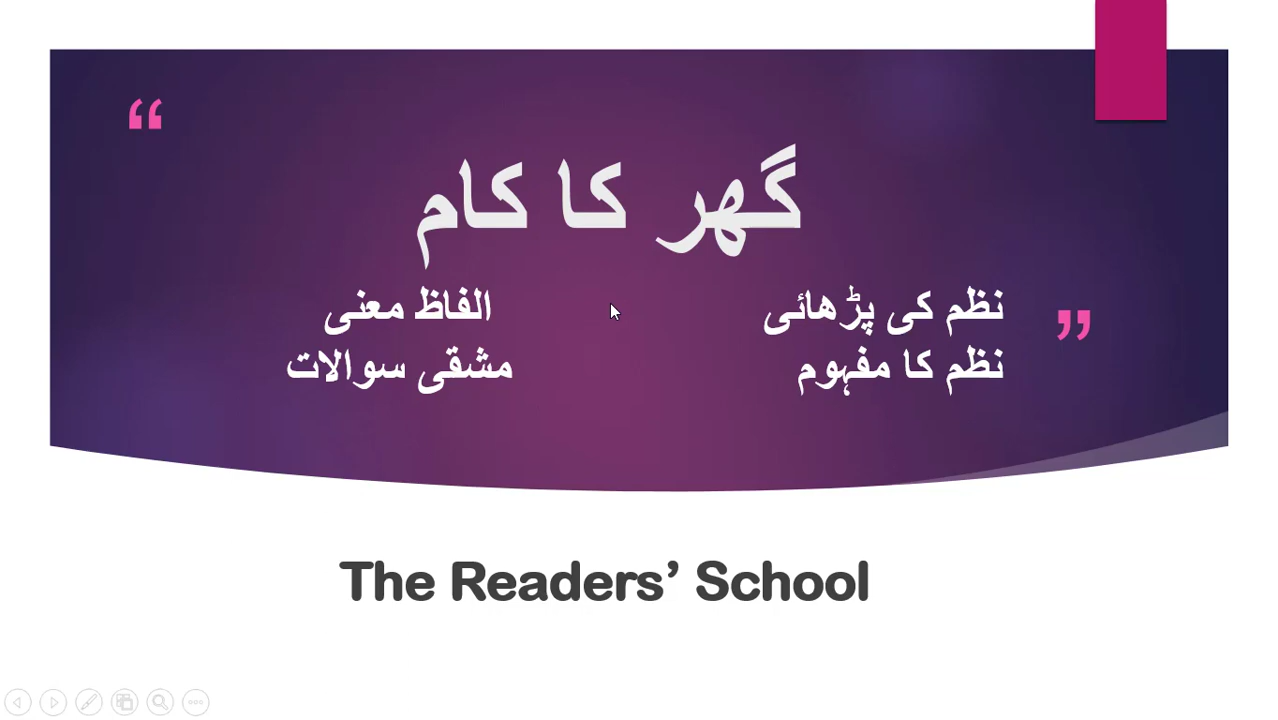 “
گھر کا کام
نظم کی پڑھائی الفاظ معنی
نظم کا مفہوم مشقی سوالات
”
The Readers’ School